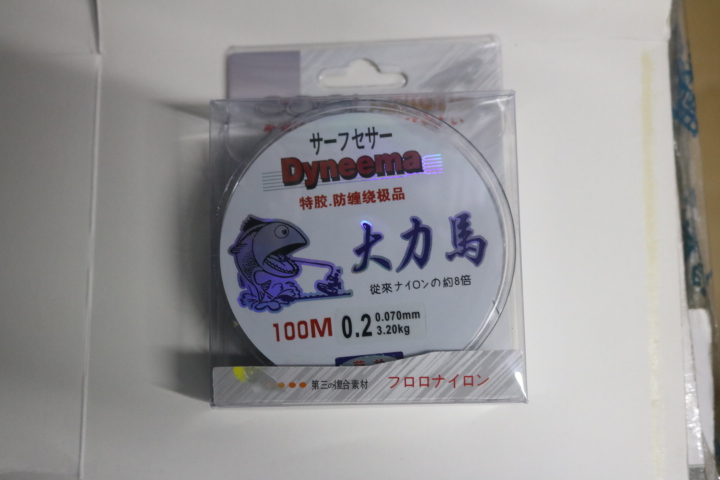 サーフセサー
Dyneema
特胶.防缠绕极品
大力馬
従來ナイロンの約8倍
100M 0.2 0.070mm
3.20kg
第三の復合素材 フロロナイロン